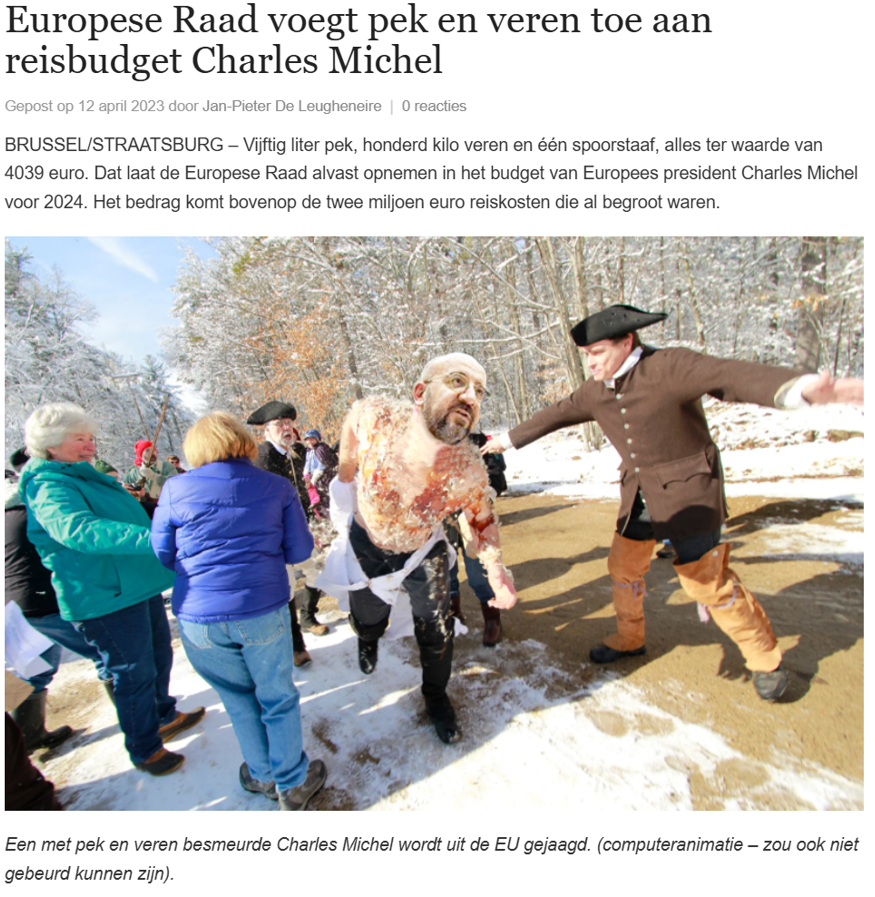 Europese Raad voegt pek en veren toe aan
reisbudget Charles Michel
Gepost op 12 april 2023 door Jan-Pieter De Leugheneire | 0 reacties
BRUSSEL/STRAATSBURG – Vijftig liter pek, honderd kilo veren en één spoorstaaf, alles ter waarde van
4039 euro. Dat laat de Europese Raad alvast opnemen in het budget van Europees president Charles Michel
voor 2024. Het bedrag komt bovenop de twee miljoen euro reiskosten die al begroot waren.
Een met pek en veren besmeurde Charles Michel wordt uit de EU gejaagd. (computeranimatie – zou ook niet
gebeurd kunnen zijn).